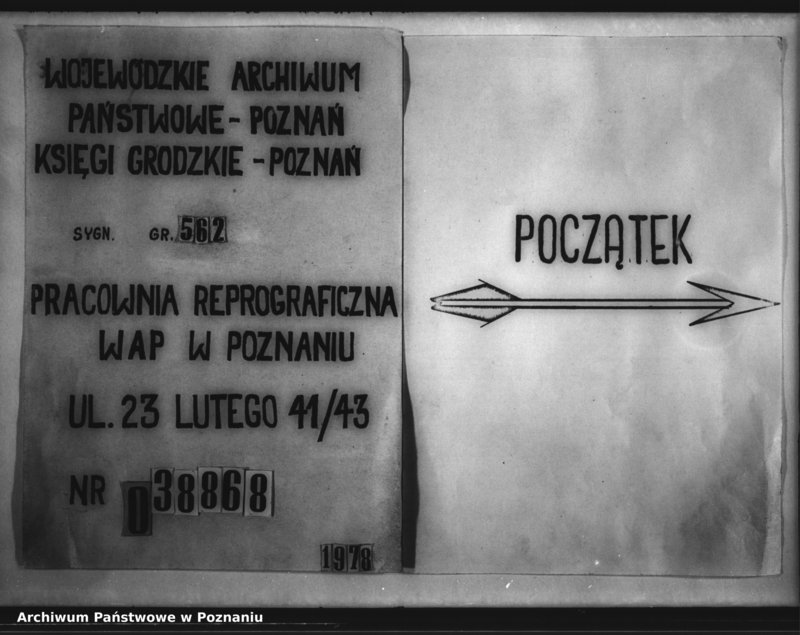 WOJEWÓDZKIE ARCHIWUM
PAŃSTWOWE - POZNAŃ
KSIĘGI GRODZKIE - POZNAŃ
SYGN. GR. 562
PRACOWNIA REPROGRAFICZNA
WAP W POZNANIU
UL. 23 LUTEGO 41/43
NR 038868
1978
POCZĄTEK
Archiwum Państwowe w Poznaniu